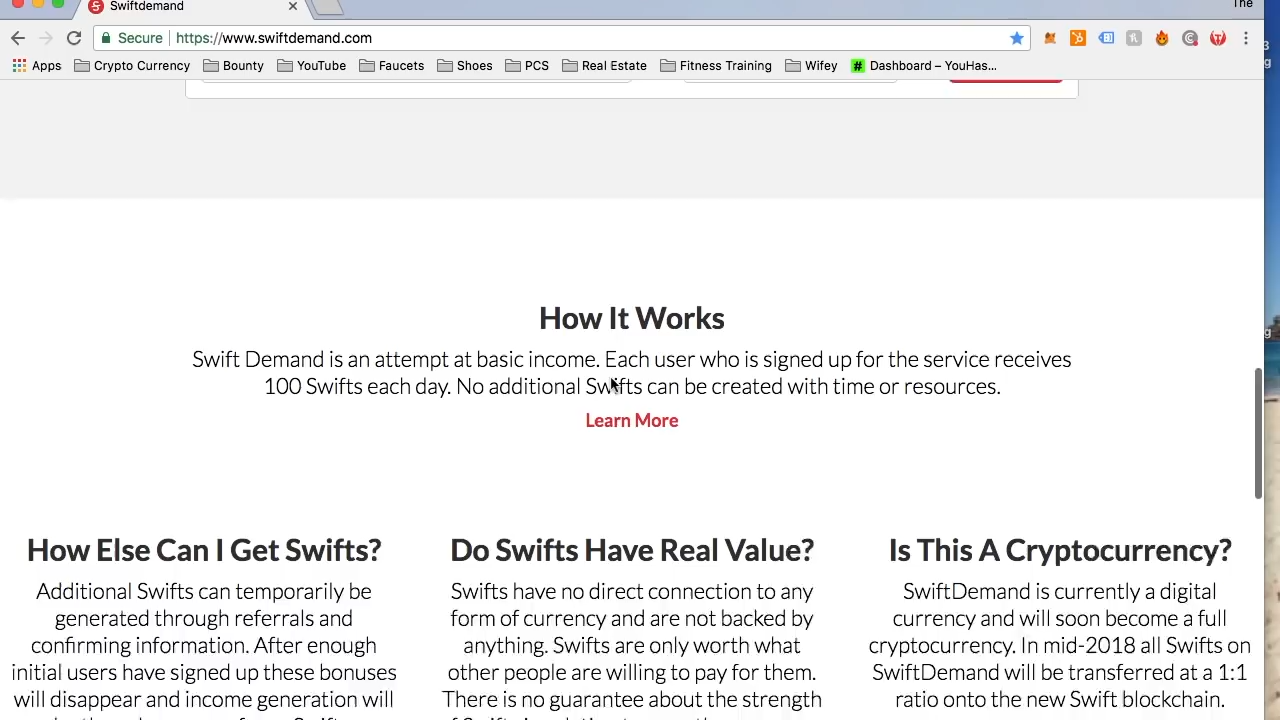 Swiftdemand
The
Secure
https://www.swiftdemand.com
Apps
Crypto Currency
Bounty
YouTube
Faucets
Shoes
PCS
Real Estate
Fitness Training
Wifey
# Dashboard – YouHas...
3
g
g
How It Works
Swift Demand is an attempt at basic income. Each user who is signed up for the service receives
100 Swifts each day. No additional Swifts can be created with time or resources.
Learn More
How Else Can I Get Swifts?
Additional Swifts can temporarily be
generated through referrals and
confirming information. After enough
initial users have signed up these bonuses
will disappear and income generation will
Do Swifts Have Real Value?
Swifts have no direct connection to any
form of currency and are not backed by
anything. Swifts are only worth what
other people are willing to pay for them.
There is no guarantee about the strength
Is This A Cryptocurrency?
SwiftDemand is currently a digital
currency and will soon become a full
cryptocurrency. In mid-2018 all Swifts on
SwiftDemand will be transferred at a 1:1
ratio onto the new Swift blockchain.